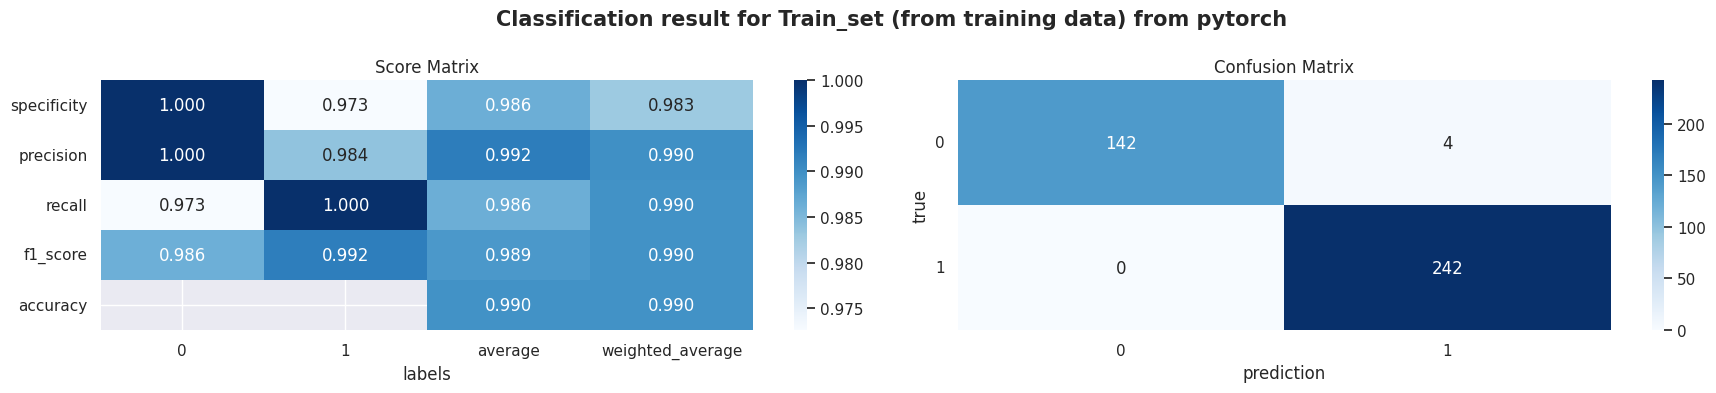 Classification result for Train_set (from training data) from pytorch
Score Matrix
specificity 1.000 0.973 0.986 0.983
precision 1.000 0.984 0.992 0.990
recall 0.973 1.000 0.986 0.990
f1_score 0.986 0.992 0.989 0.990
accuracy 0.990 0.990
0 1 average weighted_average
labels
1.000
0.995
0.990
0.985
0.980
0.975
Confusion Matrix
true
0 142 4
1 0 242
0 1
prediction
200
150
100
50
0